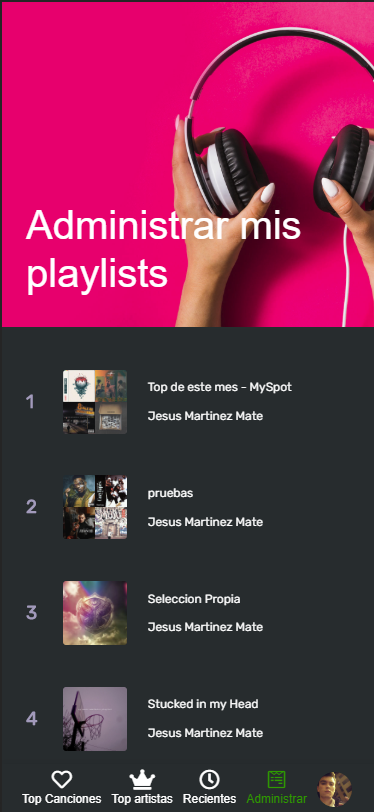 Administrar mis
playlists
1
Top de este mes - MySpot
Jesus Martinez Mate
2
pruebas
Jesus Martinez Mate
3
Seleccion Propia
Jesus Martinez Mate
4
Stucked in my Head
Jesus Martinez Mate
Top Canciones
Top artistas
Recientes
Administrar